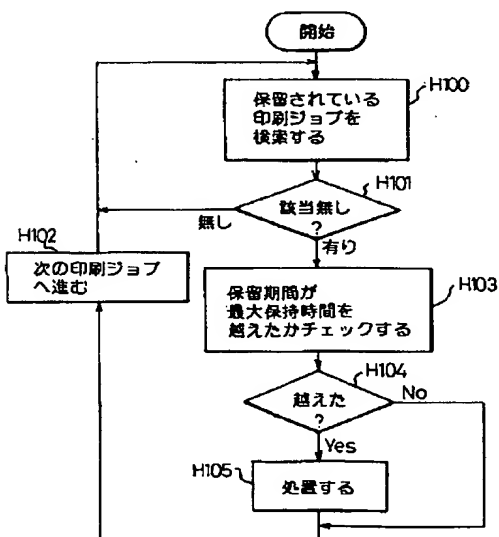 開始
H100
保留されている
印刷ジョブを
検索する
H101
該当無し
?
無し
有り
H102
次の印刷ジョブ
へ進む
H103
保留期間が
最大保持時間を
越えたかチェックする
H104
越えた
?
No
Yes
H105
処置する